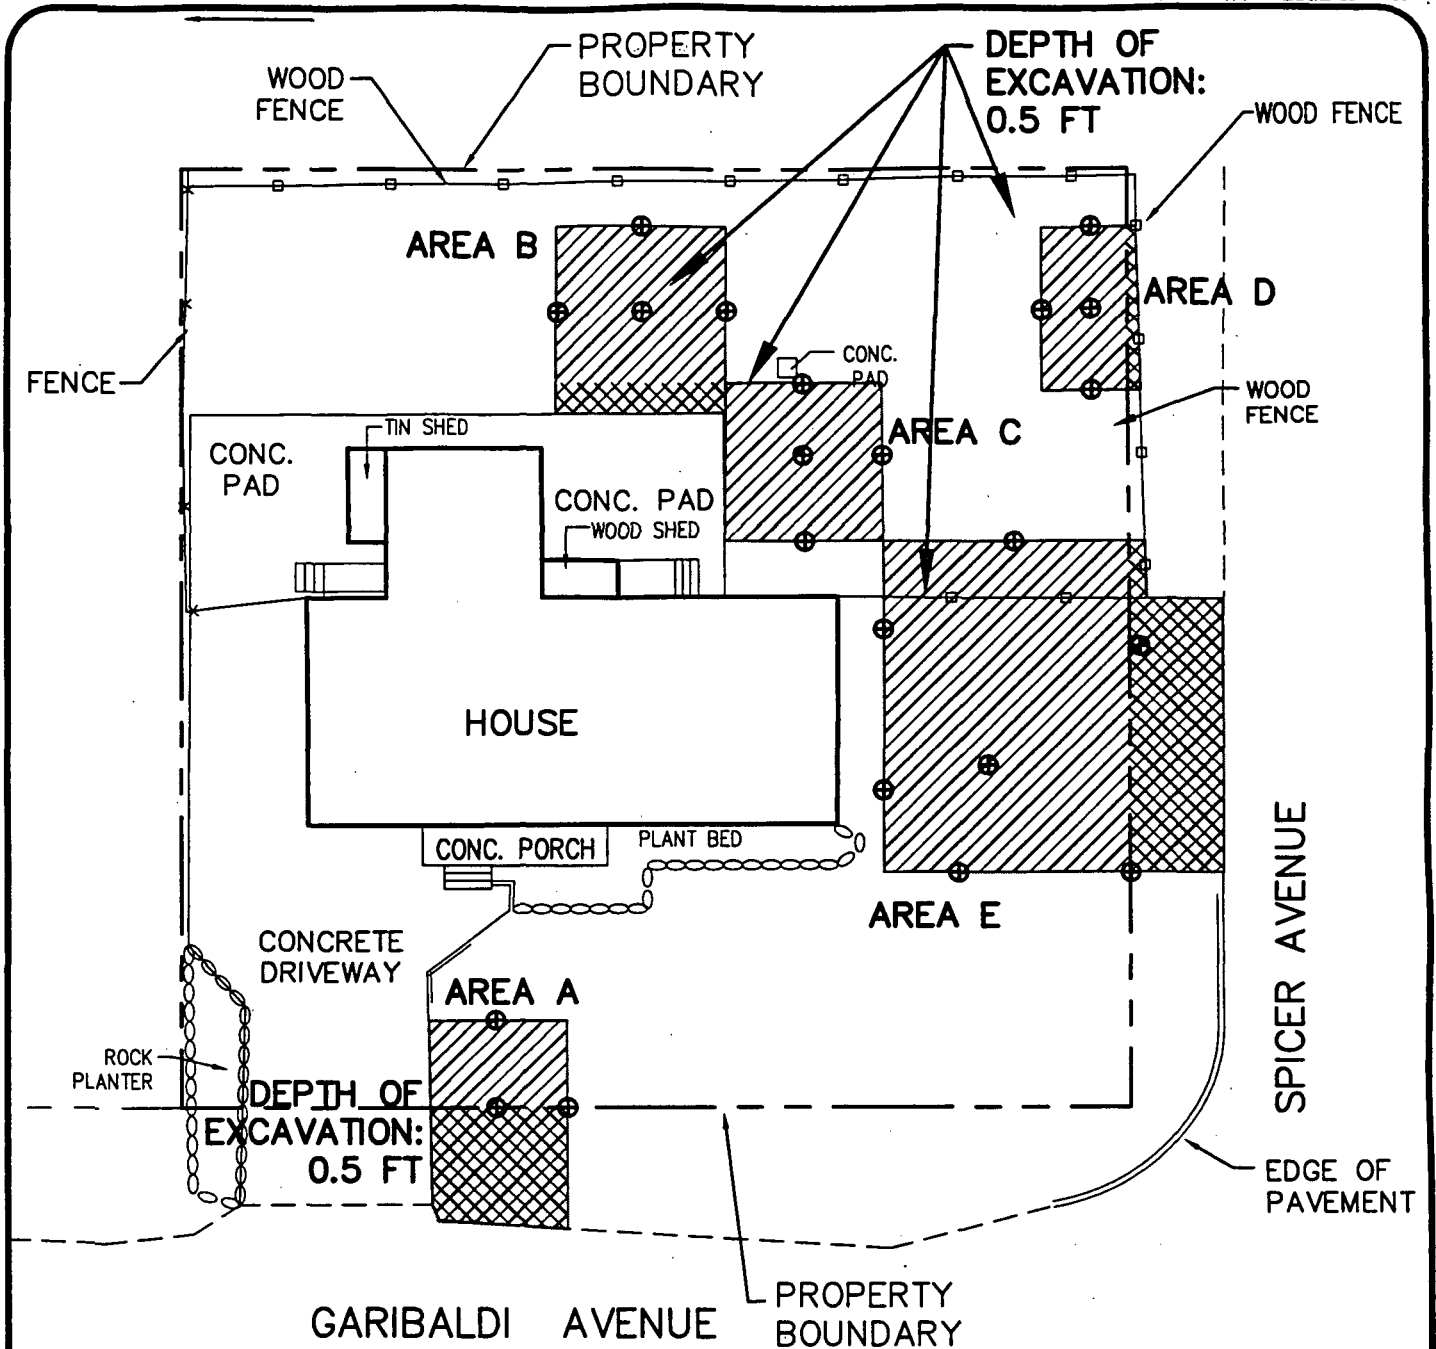 PROPERTY
BOUNDARY
DEPTH OF
EXCAVATION:
0.5 FT
WOOD
FENCE
WOOD FENCE
AREA B
AREA D
FENCE
CONC.
PAD
WOOD
FENCE
TIN SHED
AREA C
CONC.
PAD
CONC. PAD
WOOD SHED
HOUSE
CONC. PORCH
PLANT BED
AREA E
SPICER AVENUE
CONCRETE
DRIVEWAY
AREA A
ROCK
PLANTER
DEPTH OF
EXCAVATION:
0.5 FT
EDGE OF
PAVEMENT
PROPERTY
BOUNDARY
GARIBALDI AVENUE